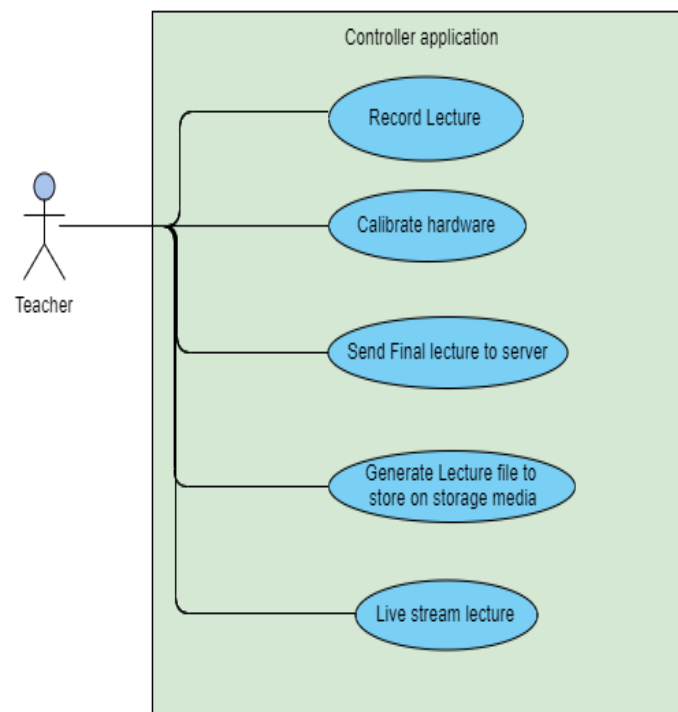 Controller application
Record Lecture
Calibrate hardware
Teacher
Send Final lecture to server
Generate Lecture file to
store on storage media
Live stream lecture